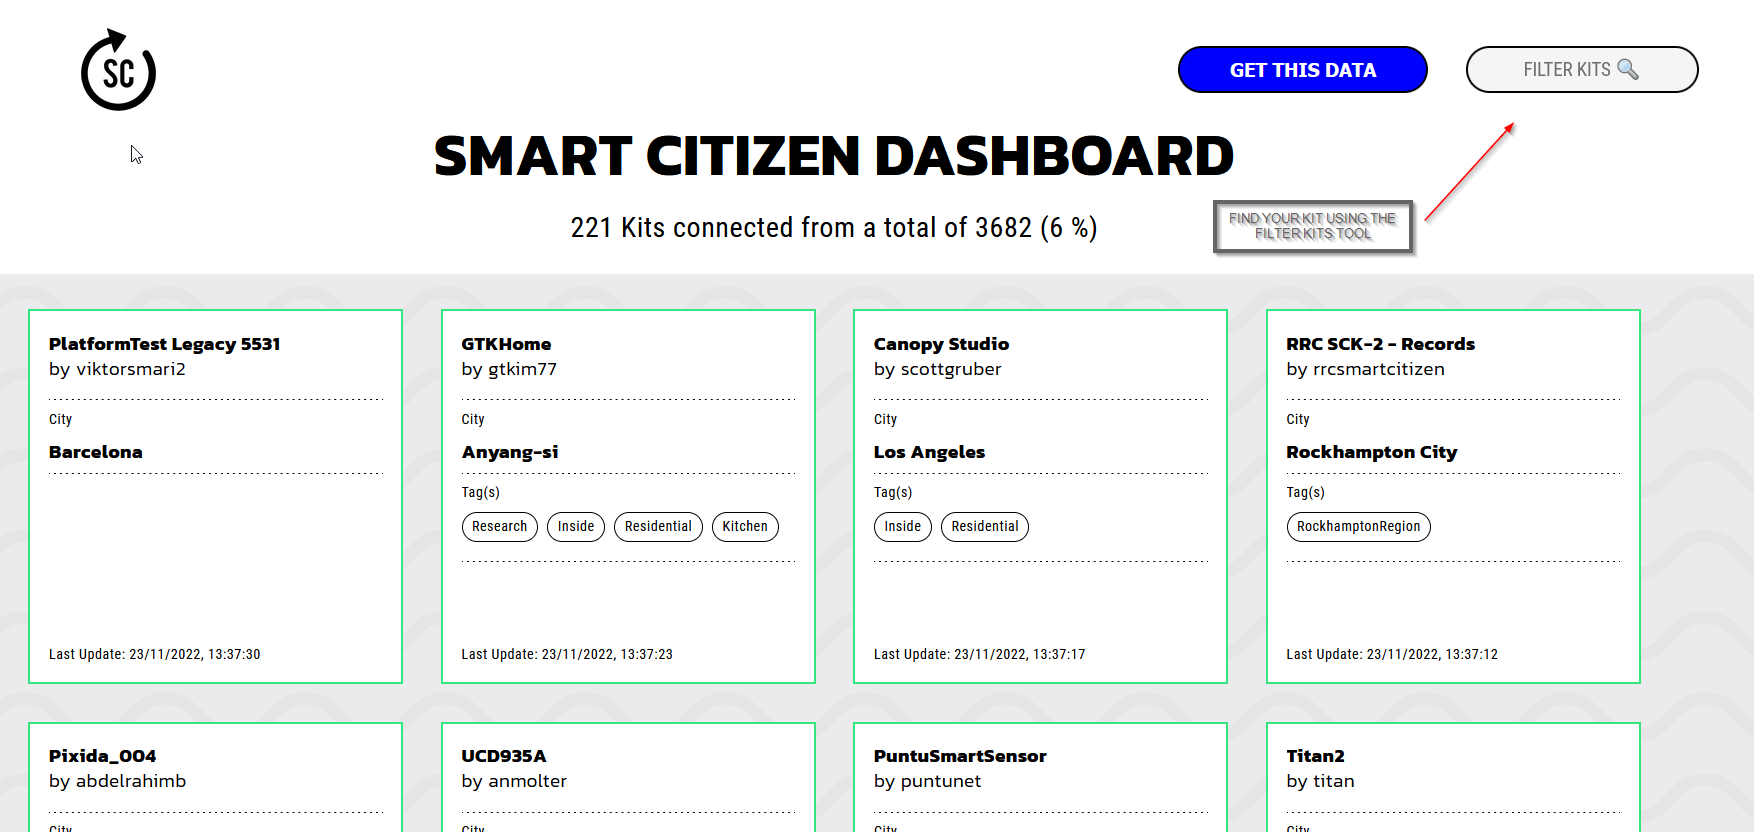 SC
GET THIS DATA
FILTER KITS 🔍
SMART CITIZEN DASHBOARD
221 Kits connected from a total of 3682 (6 %)
FIND YOUR KIT USING THE
FILTER KITS TOOL
PlatformTest Legacy 5531
by viktorsmari2
City
Barcelona
Last Update: 23/11/2022, 13:37:30
GTKHome
by gtkim77
City
Anyang-si
Tag(s)
Research Inside Residential Kitchen
Last Update: 23/11/2022, 13:37:23
Canopy Studio
by scottgruber
City
Los Angeles
Tag(s)
Inside Residential
Last Update: 23/11/2022, 13:37:17
RRC SCK-2 - Records
by rrcsmartcitizen
City
Rockhampton City
Tag(s)
RockhamptonRegion
Last Update: 23/11/2022, 13:37:12
Pixida_004
by abdelrahimb
City
UCD935A
by anmolter
City
PuntuSmartSensor
by puntunet
City
Titan2
by titan
City